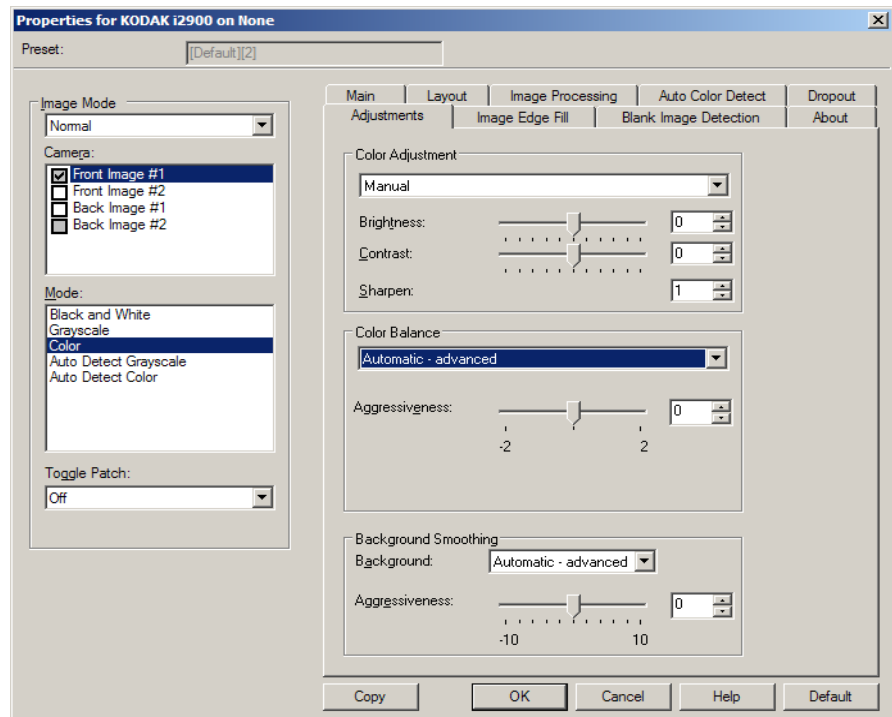 Properties for KODAK i2900 on None
Preset:
[Default][2]
Image Mode
Normal
Camera:
Front Image #1
Front Image #2
Back Image #1
Back Image #2
Mode:
Black and White
Grayscale
Color
Auto Detect Grayscale
Auto Detect Color
Toggle Patch:
Off
Main Layout Image Processing Auto Color Detect Dropout
Adjustments Image Edge Fill Blank Image Detection About
Color Adjustment
Manual
Brightness: 0
Contrast: 0
Sharpen: 1
Color Balance
Automatic - advanced
Aggressiveness: 0
-2 2
Background Smoothing
Background: Automatic - advanced
Aggressiveness: 0
-10 10
Copy OK Cancel Help Default